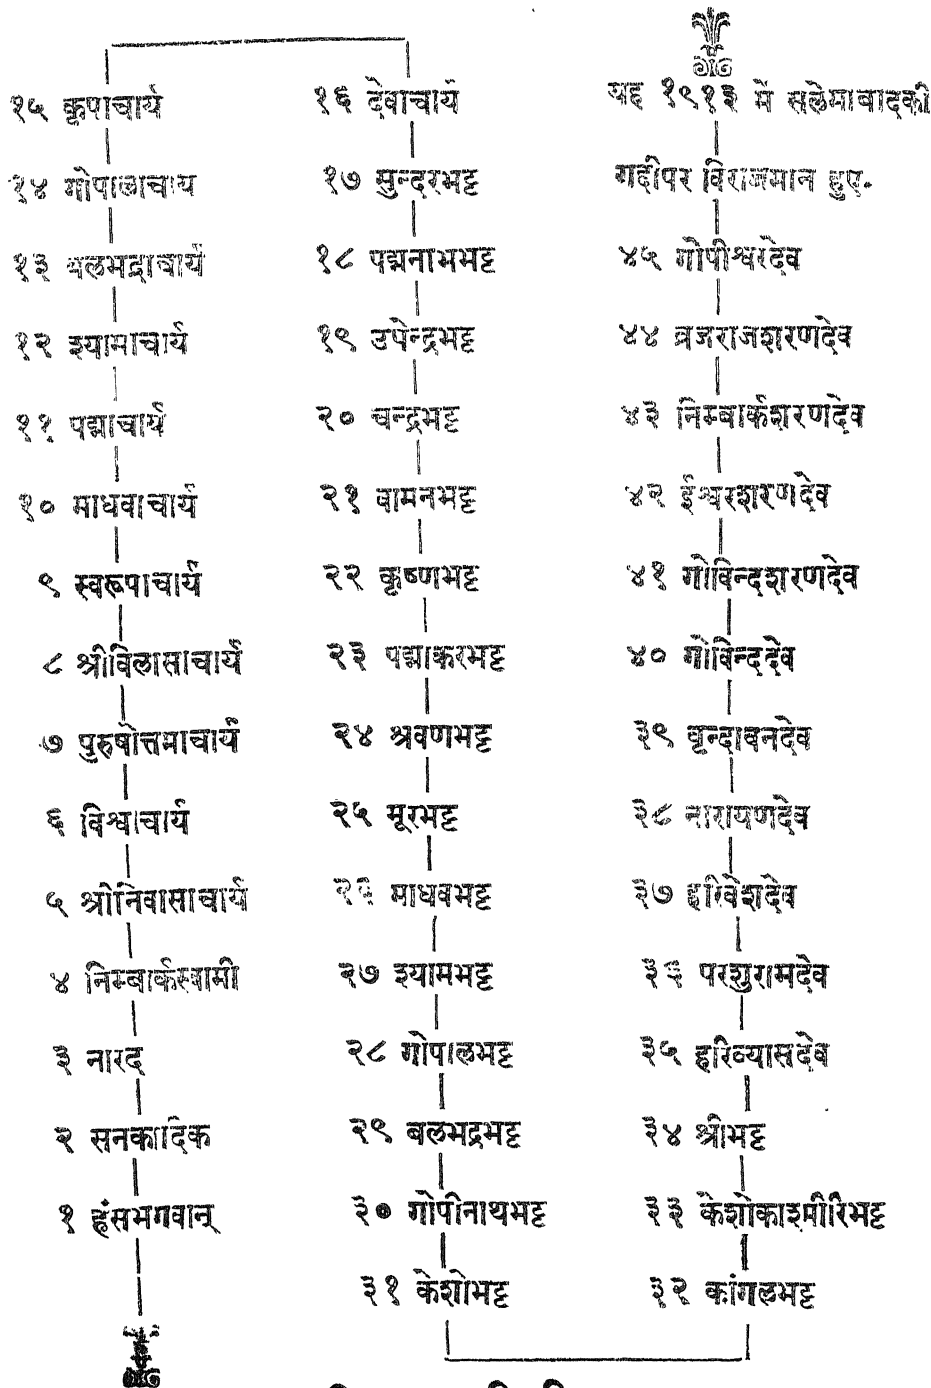 १५ कृपाचार्य
१४ गोपालाचाय
१३ बलभद्राचार्य
१२ श्यामाचार्य
११ पद्माचार्य
१० माधवाचार्य
९ स्वरूपाचार्य
८ श्रीविलासाचार्य
७ पुरुषोत्तमाचार्य
६ विश्वाचार्य
५ श्रीनिवासाचार्य
४ निम्बार्कस्वामी
३ नारद
२ सनकादिक
१ हंसभगवान्
१६ देवाचार्य
१७ सुन्दरभट्ट
१८ पद्मनाभभट्ट
१९ उपेन्द्रभट्ट
२० चन्द्रभट्ट
२१ वामनभट्ट
२२ कृष्णभट्ट
२३ पद्माकरभट्ट
२४ श्रवणभट्ट
२५ भूरभट्ट
२६ माधवभट्ट
२७ श्यामभट्ट
२८ गोपालभट्ट
२९ बलभद्रभट्ट
३० गोपीनाथभट्ट
३१ केशोभट्ट
यह १९१३ में सलेमाबादकी
गद्दीपर विराजमान हुए.
४५ गोपीश्वरदेव
४४ व्रजराजशरणदेव
४३ निम्बार्कशरणदेव
४२ ईश्वरशरणदेव
४१ गोविन्दशरणदेव
४० गोविन्ददेव
३९ वृन्दावनदेव
३८ नारायणदेव
३७ हरिवंशदेव
३६ परशुरामदेव
३५ हरिव्यासदेव
३४ श्रीभट्ट
३३ केशोकाश्मीरिभट्ट
३२ कांगलभट्ट